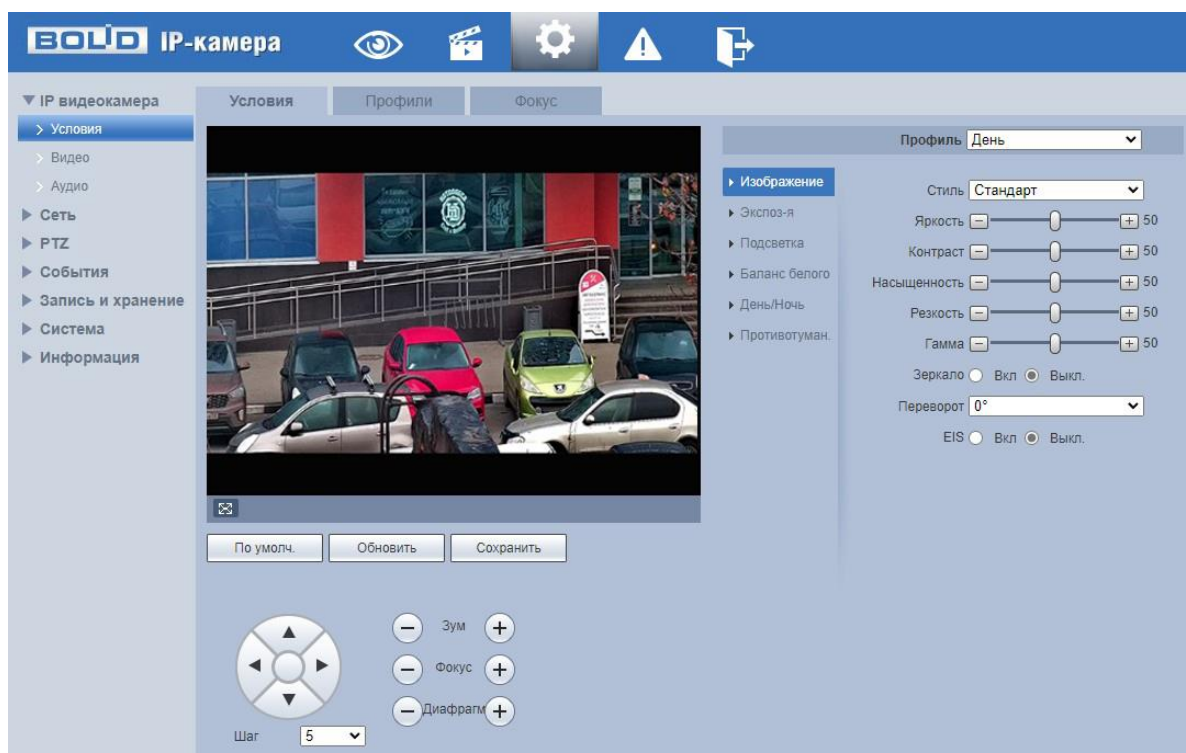 BOLID IP-камера
IP видеокамера
Условия
Видео
Аудио
Сеть
PTZ
События
Запись и хранение
Система
Информация
Условия Профили Фокус
По умолч. Обновить Сохранить
Зум
Фокус
Диафрагм
Шаг 5
Профиль День
Изображение
Экспоз-я
Подсветка
Баланс белого
День/Ночь
Противотуман.
Стиль Стандарт
Яркость 50
Контраст 50
Насыщенность 50
Резкость 50
Гамма 50
Зеркало Вкл Выкл.
Переворот 0°
EIS Вкл Выкл.